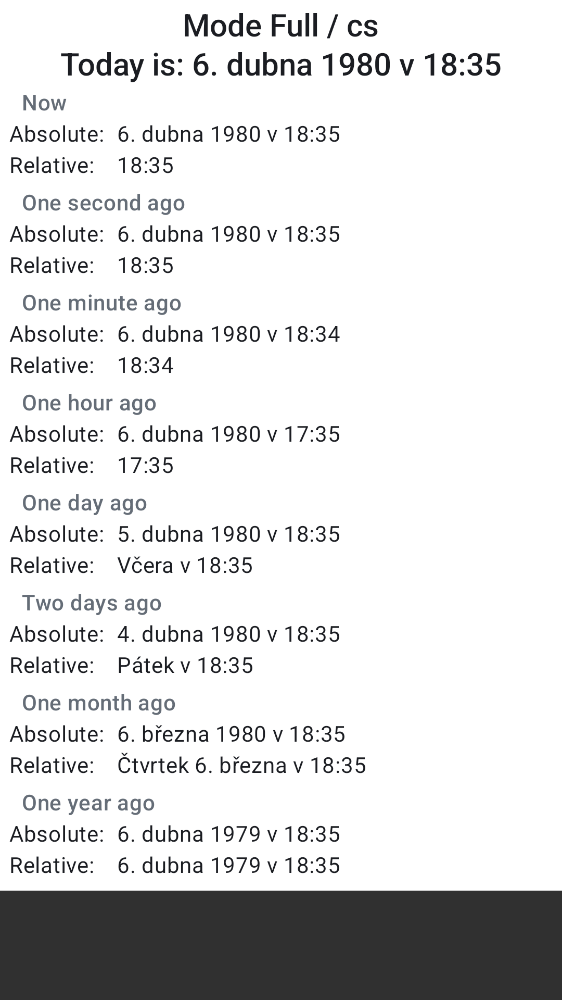 Mode Full / cs
Today is: 6. dubna 1980 v 18:35
Now
Absolute: 6. dubna 1980 v 18:35
Relative: 18:35
One second ago
Absolute: 6. dubna 1980 v 18:35
Relative: 18:35
One minute ago
Absolute: 6. dubna 1980 v 18:34
Relative: 18:34
One hour ago
Absolute: 6. dubna 1980 v 17:35
Relative: 17:35
One day ago
Absolute: 5. dubna 1980 v 18:35
Relative: Včera v 18:35
Two days ago
Absolute: 4. dubna 1980 v 18:35
Relative: Pátek v 18:35
One month ago
Absolute: 6. března 1980 v 18:35
Relative: Čtvrtek 6. března v 18:35
One year ago
Absolute: 6. dubna 1979 v 18:35
Relative: 6. dubna 1979 v 18:35